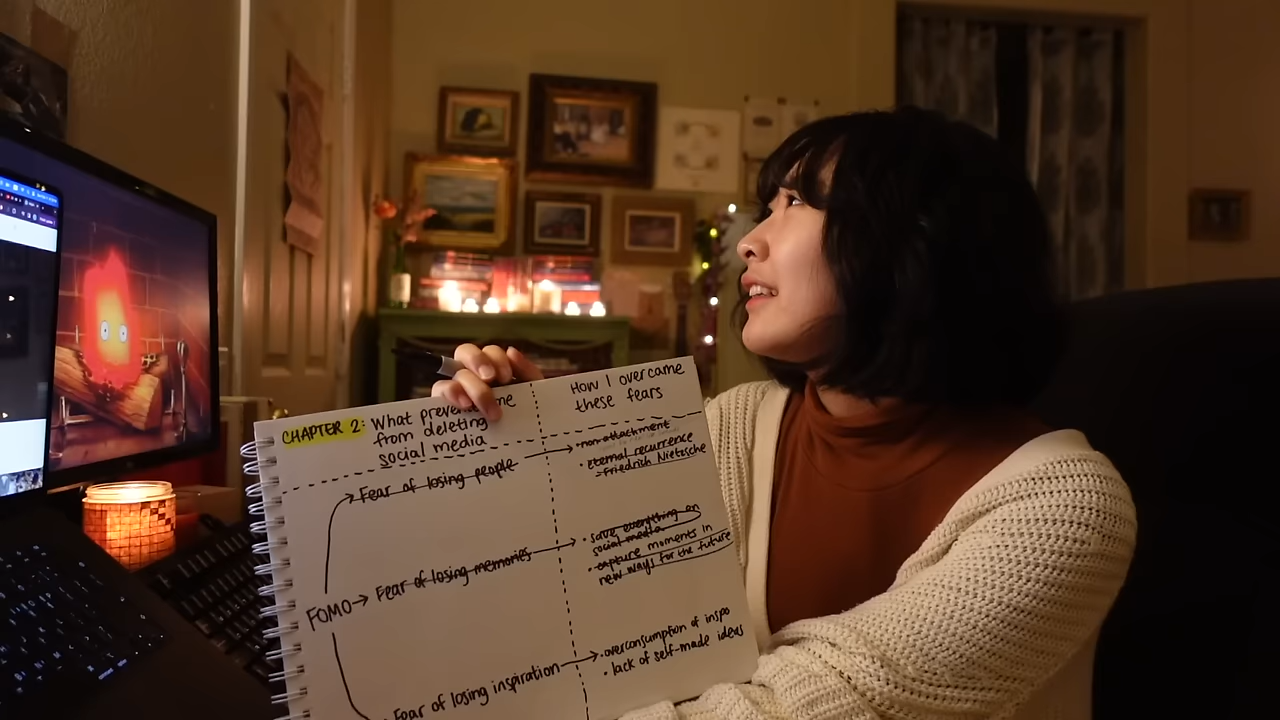 CHAPTER 2: What preven me
from deleting
social media
How I overcame
these fears
Fear of losing people
• non-attachment
• eternal recurrence
- Friedrich Nietzsche
FOMO → Fear of losing memories
• save everything on
social media
• capture moments in
new ways for the future
Fear of losing inspiration
• overconsumption of inspo
• lack of self-made ideas